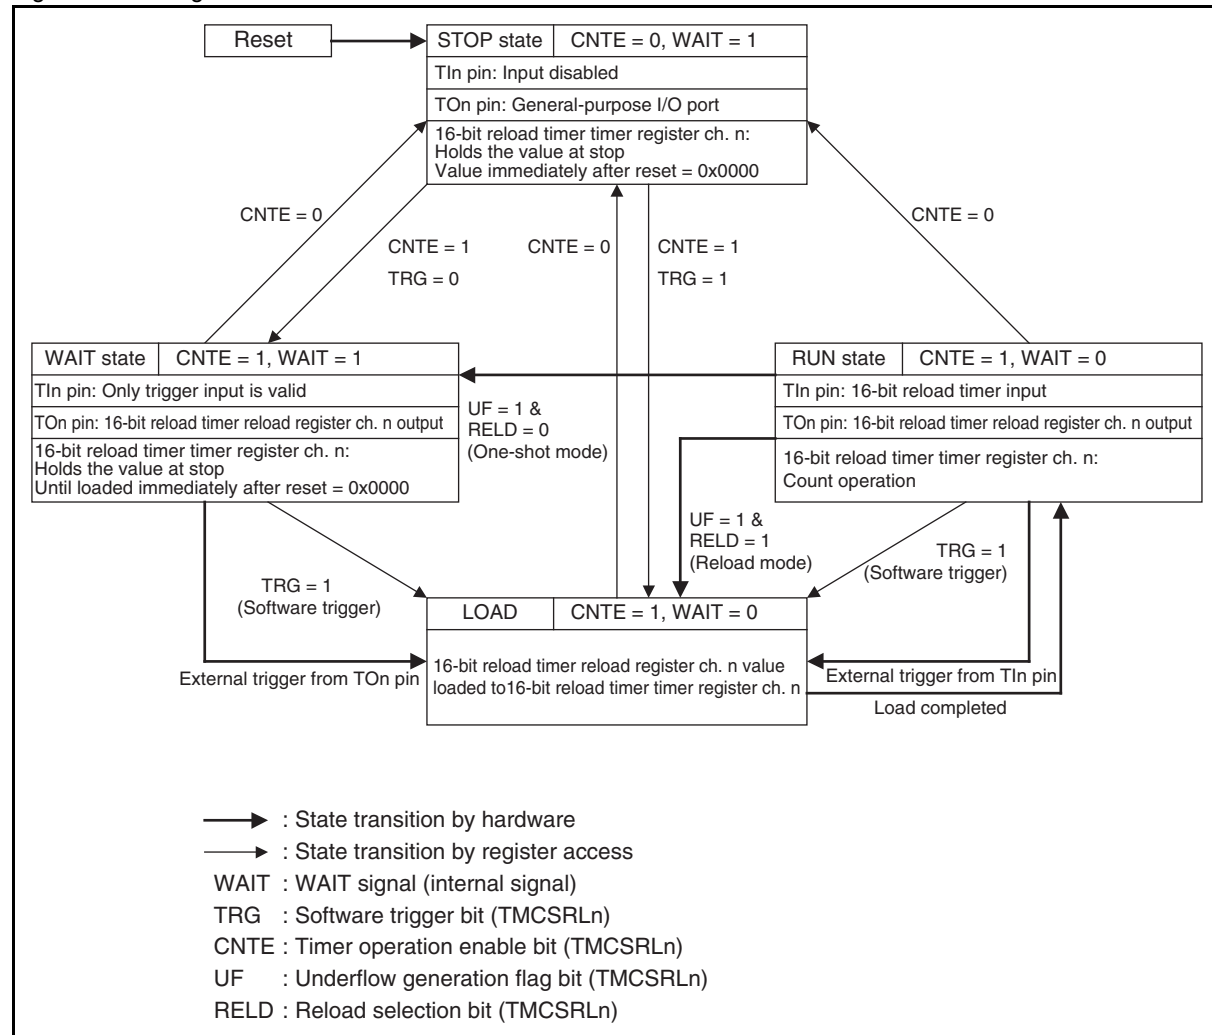 Reset
STOP state
CNTE = 0, WAIT = 1
TIn pin: Input disabled
TOn pin: General-purpose I/O port
16-bit reload timer timer register ch. n:
Holds the value at stop
Value immediately after reset = 0x0000
CNTE = 0
CNTE = 1
TRG = 0
CNTE = 0
CNTE = 1
TRG = 1
CNTE = 0
WAIT state
CNTE = 1, WAIT = 1
TIn pin: Only trigger input is valid
TOn pin: 16-bit reload timer reload register ch. n output
16-bit reload timer timer register ch. n:
Holds the value at stop
Until loaded immediately after reset = 0x0000
UF = 1 &
RELD = 0
(One-shot mode)
RUN state
CNTE = 1, WAIT = 0
TIn pin: 16-bit reload timer input
TOn pin: 16-bit reload timer reload register ch. n output
16-bit reload timer timer register ch. n:
Count operation
UF = 1 &
RELD = 1
(Reload mode)
TRG = 1
(Software trigger)
TRG = 1
(Software trigger)
LOAD
CNTE = 1, WAIT = 0
16-bit reload timer reload register ch. n value
loaded to16-bit reload timer timer register ch. n
External trigger from TOn pin
External trigger from TIn pin
Load completed
: State transition by hardware
: State transition by register access
WAIT : WAIT signal (internal signal)
TRG : Software trigger bit (TMCSRLn)
CNTE : Timer operation enable bit (TMCSRLn)
UF : Underflow generation flag bit (TMCSRLn)
RELD : Reload selection bit (TMCSRLn)